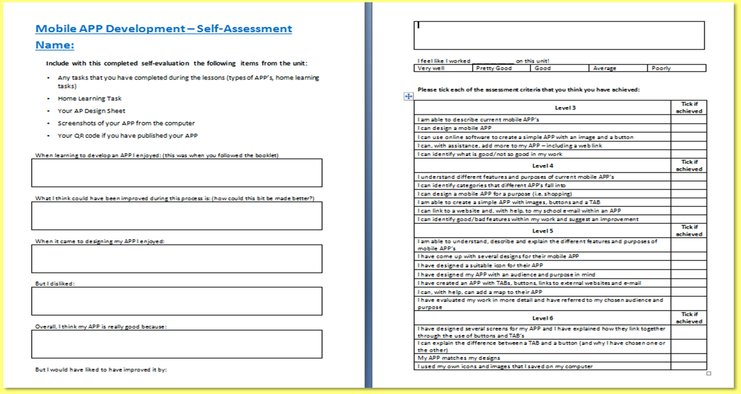 Mobile APP Development – Self-Assessment
Name:
Include with this completed self-evaluation the following items from the unit:
• Any tasks that you have completed during the lessons (types of APP's, home learning
tasks)
• Home Learning Task
• Your AP Design Sheet
• Screenshots of your APP from the computer
• Your QR code if you have published your APP
When learning to develop an APP I enjoyed: (this was when you followed the booklet)
What I think could have been improved during this process is: (how could this bit be made better?)
When it came to designing my APP I enjoyed:
But I disliked:
Overall, I think my APP is really good because:
But I would have liked to have improved it by:
I feel like I worked ____________ on this unit!
Very well Pretty Good Good Average Poorly
Please tick each of the assessment criteria that you think you have achieved:
Level 3 Tick if
achieved
I am able to describe current mobile APP's
I can design a mobile APP
I can use online software to create a simple APP with an image and a button
I can, with assistance, add more to my APP – including a web link
I can identify what is good/not so good in my work
Level 4 Tick if
achieved
I understand different features and purposes of current mobile APP's
I can identify categories that different APP's fall into
I can design a mobile APP for a purpose (i.e. shopping)
I am able to create a simple APP with images, buttons and a TAB
I can link to a website and, with help, to my school e-mail within an APP
I can identify good/bad features within my work and suggest an improvement
Level 5 Tick if
achieved
I am able to understand, describe and explain the different features and purposes of
mobile APP's
I have come up with several designs for their mobile APP
I have designed a suitable icon for their APP
I have designed my APP with an audience and purpose in mind
I have created an APP with TABs, buttons, links to external websites and e-mail
I can, with help, can add a map to their APP
I have evaluated my work in more detail and have referred to my chosen audience and
purpose
Level 6 Tick if
achieved
I have designed several screens for my APP and I have explained how they link together
through the use of buttons and TAB's
I can explain the difference between a TAB and a button (and why I have chosen one or
the other)
My APP matches my designs
I used my own icons and images that I saved on my computer